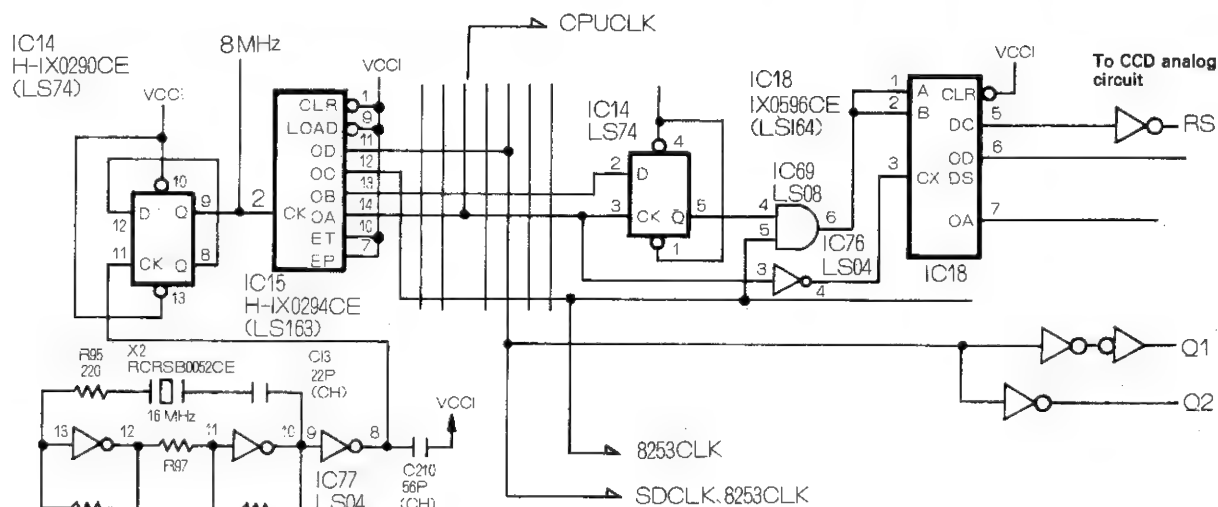 IC14
H-IX0290CE
(LS74)
VCCI
10
D
Q
9
12
11
CK
Q
8
13
8MHz
2
CLR
LOAD
OD
OC
OB
CK OA
ET
EP
1
9
11
12
13
14
10
7
VCCI
IC15
H-IX0294CE
(LS163)
CPUCLK
IC14
LS74
4
2
D
3
CK
Q
5
1
IC69
LS08
4
5
6
IC76
LS04
3
4
IC18
IX0596CE
(LS164)
1
2
3
A
B
CX
CLR
DC
OD
DS
OA
VCCI
5
6
7
IC18
To CCD analog
circuit
RS
Q1
Q2
R95
220
X2
RCRSB0052CE
16 MHz
C13
22P
(CH)
13
12
R97
11
10
9
8
IC77
LS04
C210
56P
(CH)
VCCI
8253CLK
SDCLK、8253CLK